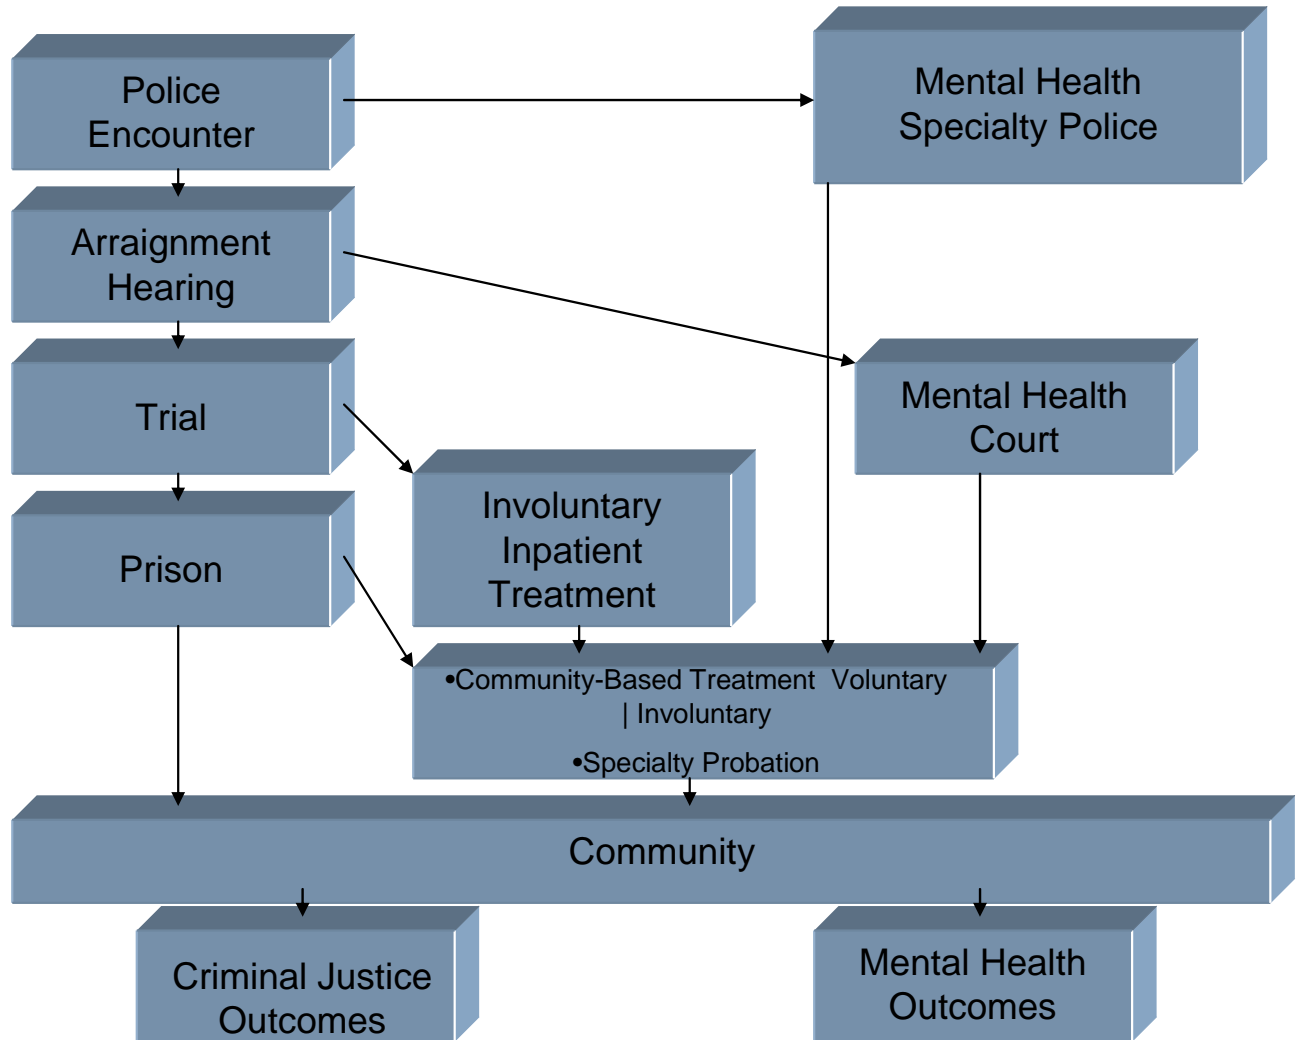 Police
Encounter
Mental Health
Specialty Police
Arraignment
Hearing
Trial
Mental Health
Court
Prison
Involuntary
Inpatient
Treatment
•Community-Based Treatment  Voluntary
| Involuntary
•Specialty Probation
Community
Criminal Justice
Outcomes
Mental Health
Outcomes